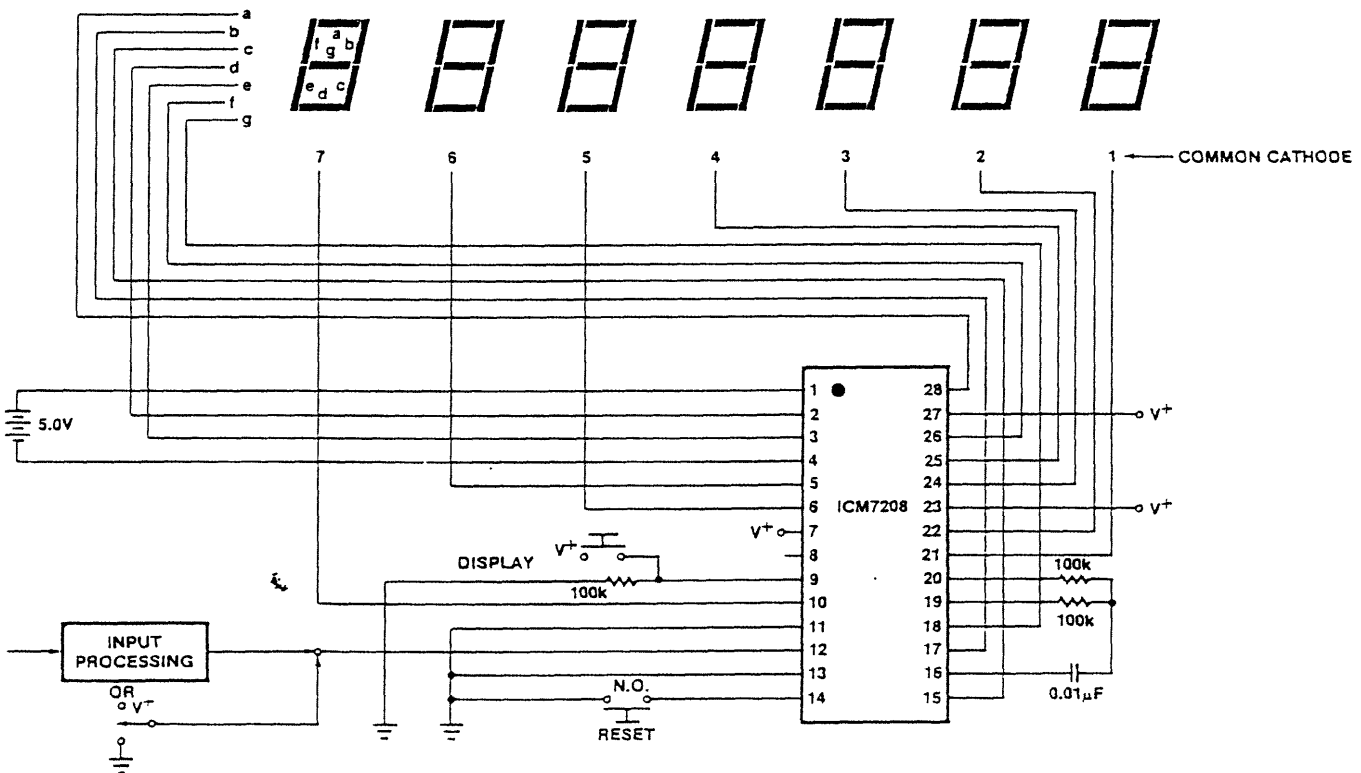 a
b
c
d
e
f
g
a
f b
g
e c
d
7 6 5 4 3 2 1 COMMON CATHODE
5.0V
1 28
2 27 V+
3 26
4 25
5 24
6 ICM7208 23 V+
V+ 7 22
8 21
V+
DISPLAY
100k
9 20 100k
10 19 100k
11 18
12 17
13 16 0.01µF
14 15
N.O.
RESET
INPUT
PROCESSING
OR
V+